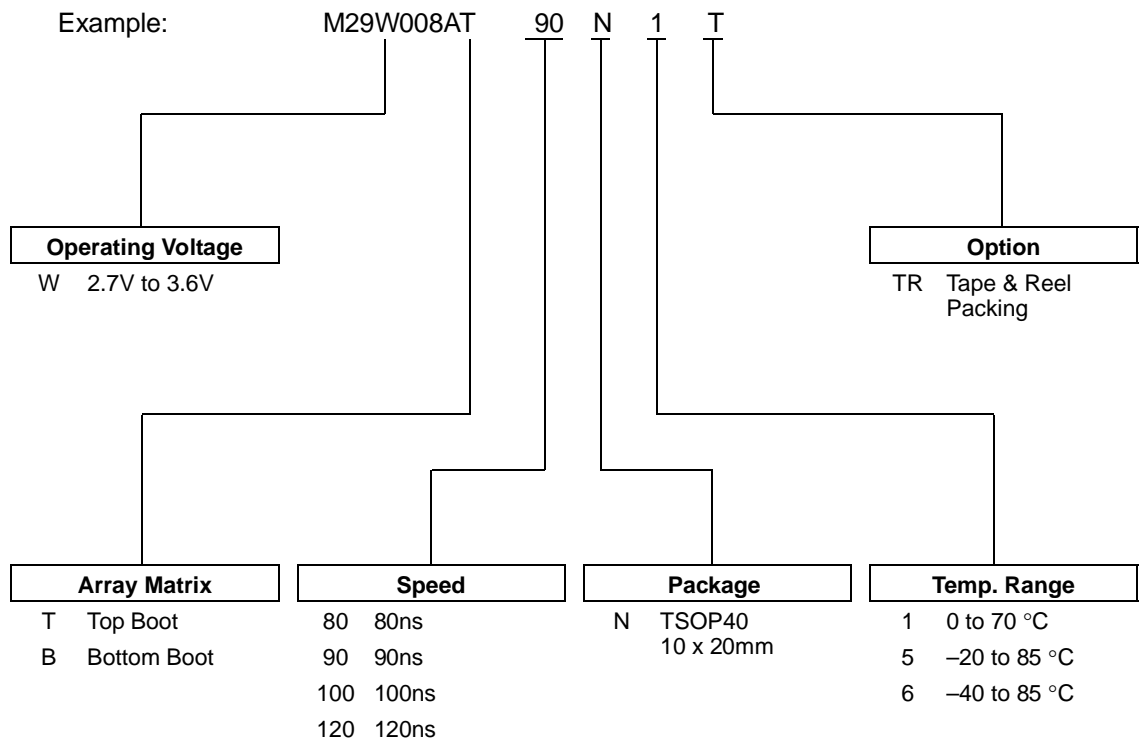 Example: M29W008AT 90 N 1 T
Operating Voltage
W 2.7V to 3.6V
Option
TR Tape & Reel
Packing
Array Matrix
T Top Boot
B Bottom Boot
Speed
80 80ns
90 90ns
100 100ns
120 120ns
Package
N TSOP40
10 x 20mm
Temp. Range
1 0 to 70 °C
5 –20 to 85 °C
6 –40 to 85 °C